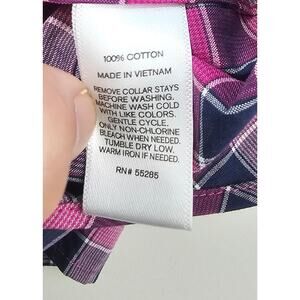 100% COTTON
MADE IN VIETNAM
REMOVE COLLAR STAYS
BEFORE WASHING.
MACHINE WASH COLD
WITH LIKE COLORS.
GENTLE CYCLE.
ONLY NON-CHLORINE
BLEACH WHEN NEEDED.
TUMBLE DRY LOW.
WARM IRON IF NEEDED.
RN# 55285